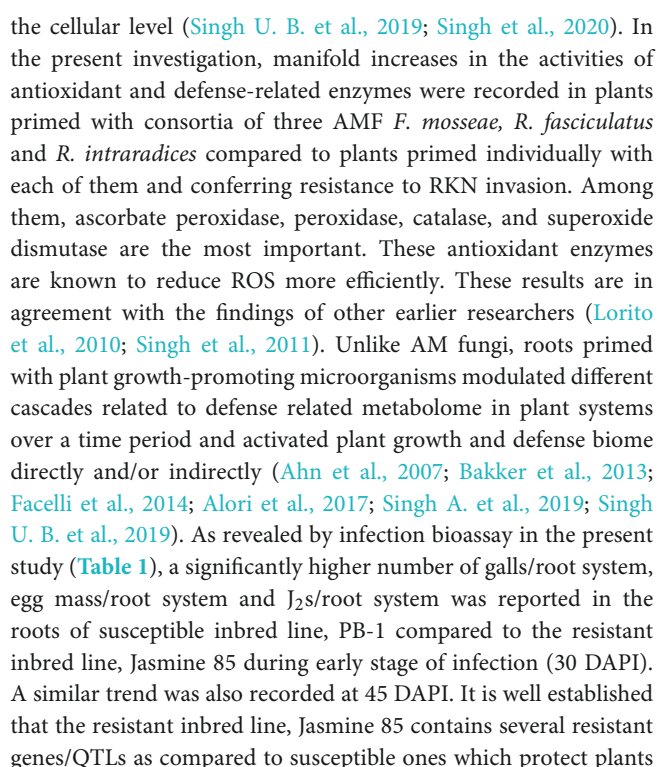 the cellular level (Singh U. B. et al., 2019; Singh et al., 2020). In
the present investigation, manifold increases in the activities of
antioxidant and defense-related enzymes were recorded in plants
primed with consortia of three AMF F. mosseae, R. fasciculatus
and R. intraradices compared to plants primed individually with
each of them and conferring resistance to RKN invasion. Among
them, ascorbate peroxidase, peroxidase, catalase, and superoxide
dismutase are the most important. These antioxidant enzymes
are known to reduce ROS more efficiently. These results are in
agreement with the findings of other earlier researchers (Lorito
et al., 2010; Singh et al., 2011). Unlike AM fungi, roots primed
with plant growth-promoting microorganisms modulated different
cascades related to defense related metabolome in plant systems
over a time period and activated plant growth and defense biome
directly and/or indirectly (Ahn et al., 2007; Bakker et al., 2013;
Facelli et al., 2014; Alori et al., 2017; Singh A. et al., 2019; Singh
U. B. et al., 2019). As revealed by infection bioassay in the present
study (Table 1), a significantly higher number of galls/root system,
egg mass/root system and J2s/root system was reported in the
roots of susceptible inbred line, PB-1 compared to the resistant
inbred line, Jasmine 85 during early stage of infection (30 DAPI).
A similar trend was also recorded at 45 DAPI. It is well established
that the resistant inbred line, Jasmine 85 contains several resistant
genes/QTLs as compared to susceptible ones which protect plants